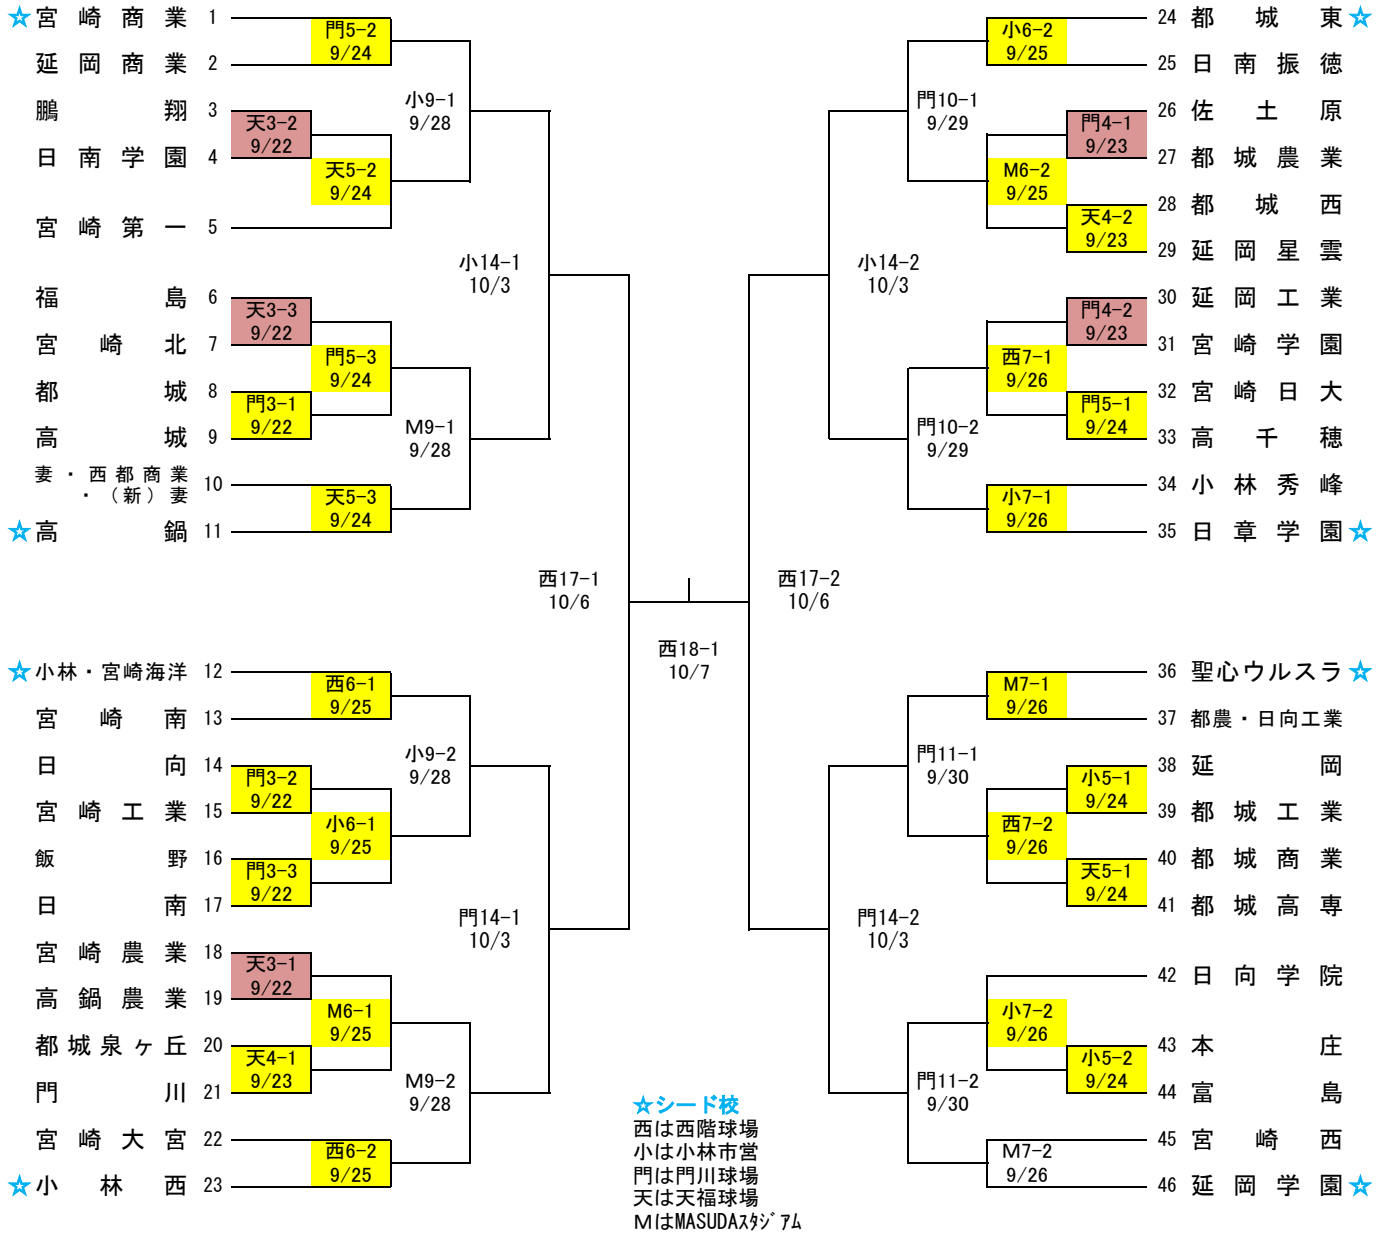 ☆宮崎商業 1
延岡商業 2
鵬翔 3
日南学園 4
宮崎第一 5
福島 6
宮崎北 7
都城 8
高城 9
妻・西都商業
・（新）妻 10
☆高鍋 11
☆小林・宮崎海洋 12
宮崎南 13
日向 14
宮崎工業 15
飯野 16
日南 17
宮崎農業 18
高鍋農業 19
都城泉ヶ丘 20
門川 21
宮崎大宮 22
☆小林西 23
天3-2
9/22
天3-3
9/22
門3-1
9/22
門3-2
9/22
門3-3
9/22
天3-1
9/22
天4-1
9/23
門5-2
9/24
天5-2
9/24
門5-3
9/24
天5-3
9/24
西6-1
9/25
小6-1
9/25
M6-1
9/25
西6-2
9/25
小9-1
9/28
M9-1
9/28
小9-2
9/28
M9-2
9/28
小14-1
10/3
門14-1
10/3
西17-1
10/6
西18-1
10/7
西17-2
10/6
小14-2
10/3
門14-2
10/3
門10-1
9/29
門10-2
9/29
門11-1
9/30
門11-2
9/30
小6-2
9/25
M6-2
9/25
西7-1
9/26
小7-1
9/26
M7-1
9/26
西7-2
9/26
小7-2
9/26
M7-2
9/26
門4-1
9/23
天4-2
9/23
門4-2
9/23
門5-1
9/24
小5-1
9/24
天5-1
9/24
小5-2
9/24
24 都城東☆
25 日南振徳
26 佐土原
27 都城農業
28 都城西
29 延岡星雲
30 延岡工業
31 宮崎学園
32 宮崎日大
33 高千穂
34 小林秀峰
35 日章学園☆
36 聖心ウルスラ☆
37 都農・日向工業
38 延岡
39 都城工業
40 都城商業
41 都城高専
42 日向学院
43 本庄
44 富島
45 宮崎西
46 延岡学園☆
☆シード校
西は西階球場
小は小林市営
門は門川球場
天は天福球場
MはMASUDAｽﾀｼﾞｱﾑ